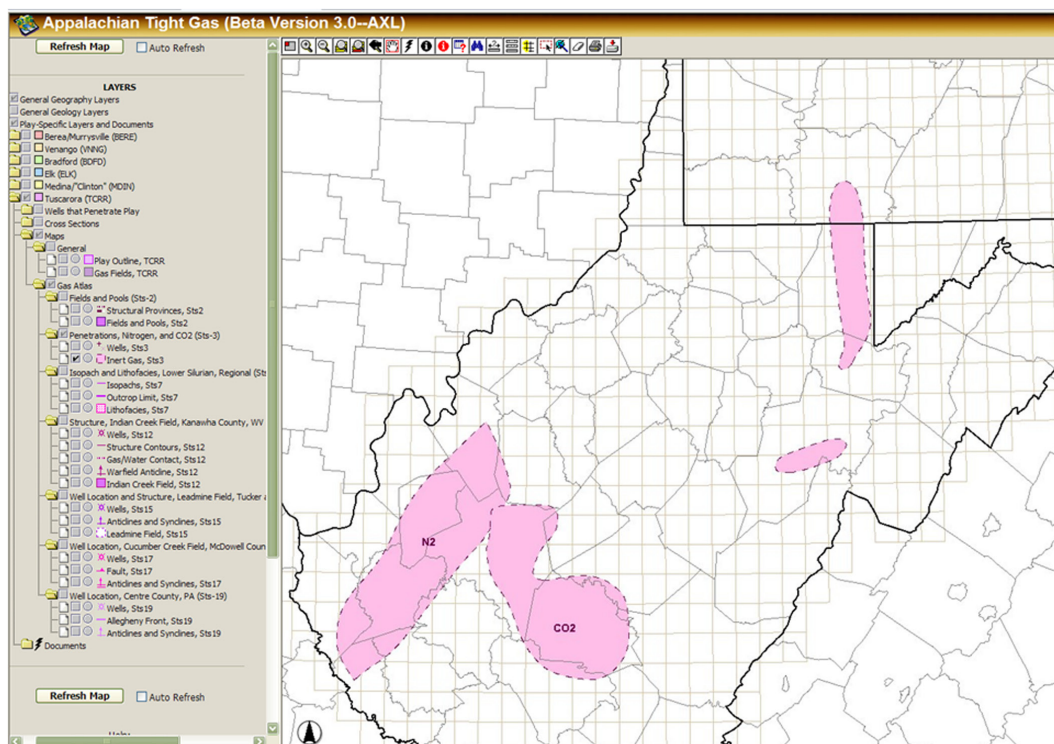 Appalachian Tight Gas (Beta Version 3.0--AXL)
Refresh Map Auto Refresh
LAYERS
General Geography Layers
General Geology Layers
Play-Specific Layers and Documents
Berea/Murrysville (BERE)
Venango (VNNG)
Bradford (BDFD)
Elk (ELK)
Medina/"Clinton" (MDIN)
Tuscarora (TCRR)
Wells that Penetrate Play
Cross Sections
Maps
General
Play Outline, TCRR
Gas Fields, TCRR
Gas Atlas
Fields and Pools (Sts-2)
Structural Provinces, Sts2
Fields and Pools, Sts2
Penetrations, Nitrogen, and CO2 (Sts-3)
Wells, Sts3
Inert Gas, Sts3
Isopach and Lithofacies, Lower Silurian, Regional (Sts
Isopachs, Sts7
Outcrop Limit, Sts7
Lithofacies, Sts7
Structure, Indian Creek Field, Kanawha County, WV
Wells, Sts12
Structure Contours, Sts12
Gas/Water Contact, Sts12
Warfield Anticline, Sts12
Indian Creek Field, Sts12
Well Location and Structure, Leadmine Field, Tucker a
Wells, Sts15
Anticlines and Synclines, Sts15
Leadmine Field, Sts15
Well Location, Cucumber Creek Field, McDowell Coun
Wells, Sts17
Fault, Sts17
Anticlines and Synclines, Sts17
Well Location, Centre County, PA (Sts-19)
Wells, Sts19
Allegheny Front, Sts19
Anticlines and Synclines, Sts19
Documents
Refresh Map Auto Refresh
N2
CO2